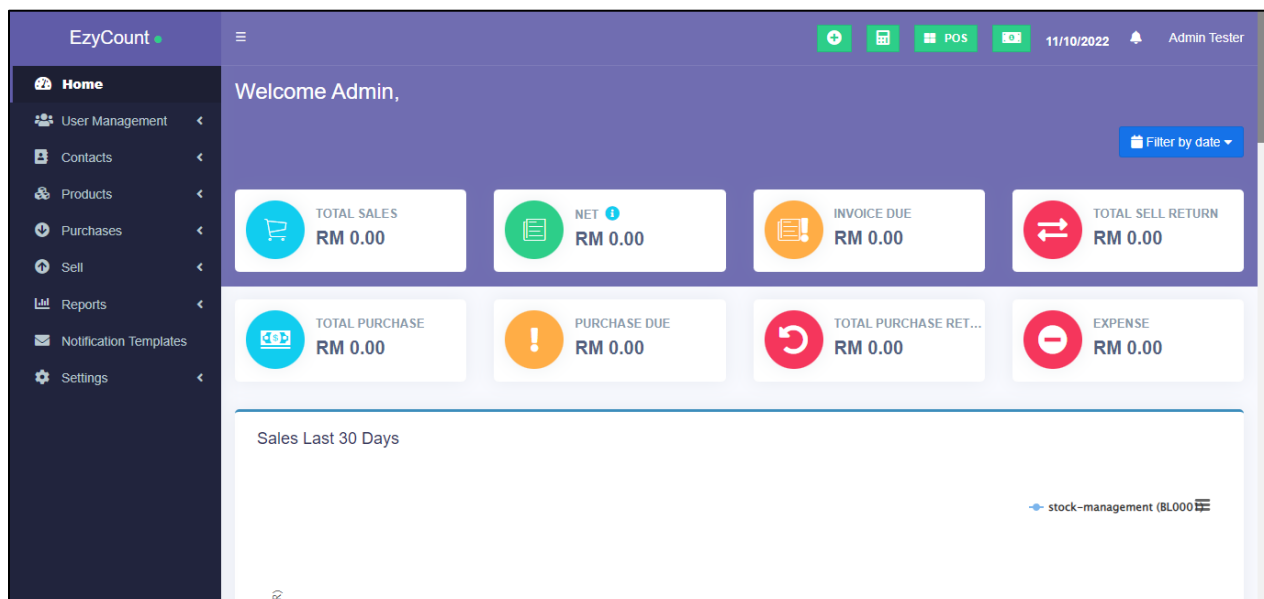 EzyCount
POS
11/10/2022
Admin Tester
Home
User Management
Contacts
Products
Purchases
Sell
Reports
Notification Templates
Settings
Welcome Admin,
Filter by date
TOTAL SALES
RM 0.00
NET
RM 0.00
INVOICE DUE
RM 0.00
TOTAL SELL RETURN
RM 0.00
TOTAL PURCHASE
RM 0.00
PURCHASE DUE
RM 0.00
TOTAL PURCHASE RET...
RM 0.00
EXPENSE
RM 0.00
Sales Last 30 Days
stock-management (BL0001)